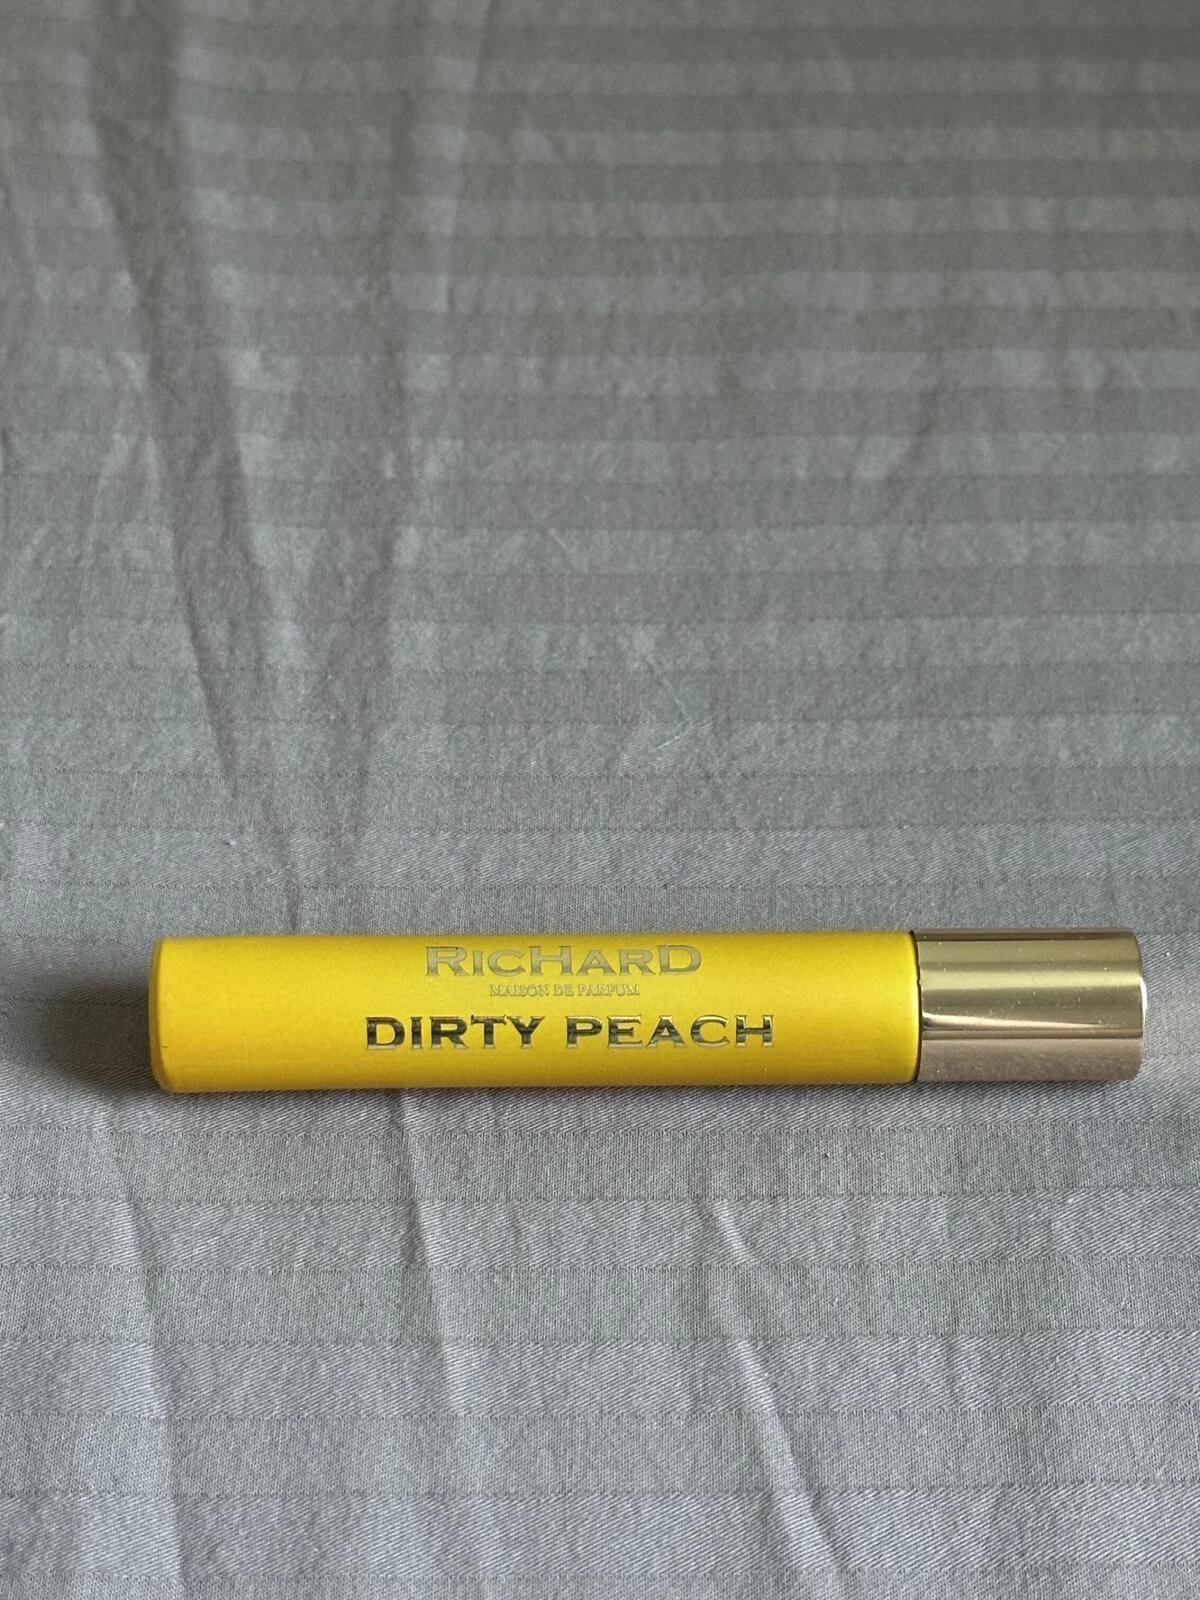 RicHarD
MAISON DE PARFUM
DIRTY PEACH